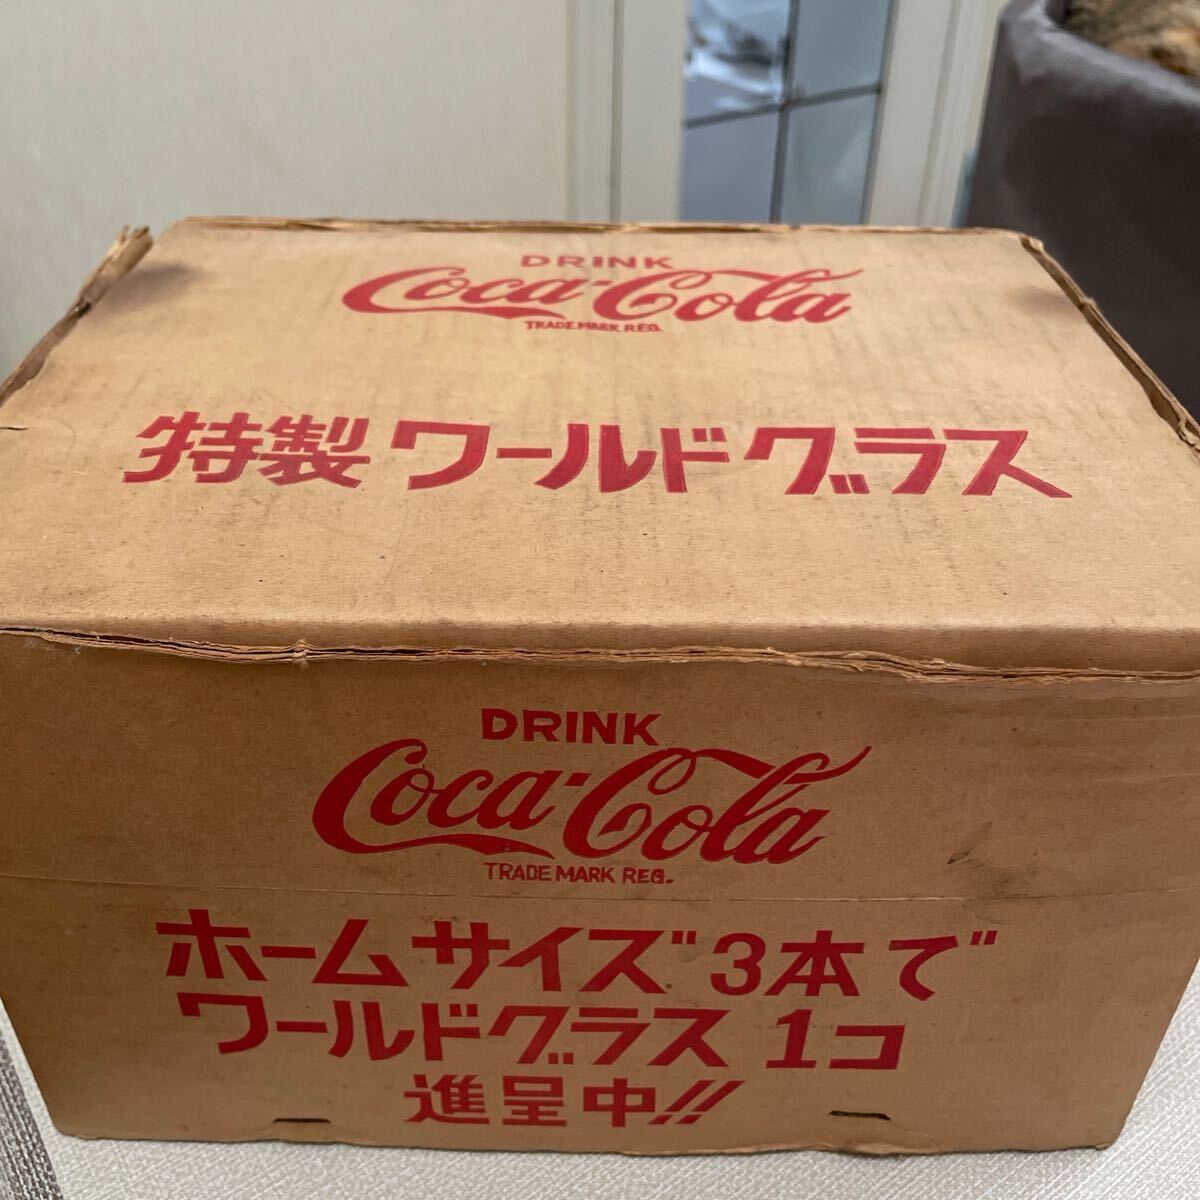 DRINK
Coca-Cola
TRADE MARK REG.
特製 ワールドグラス
DRINK
Coca-Cola
TRADE MARK REG.
ホームサイズ"3本で"
ワールドグラス 1コ
進呈中!!